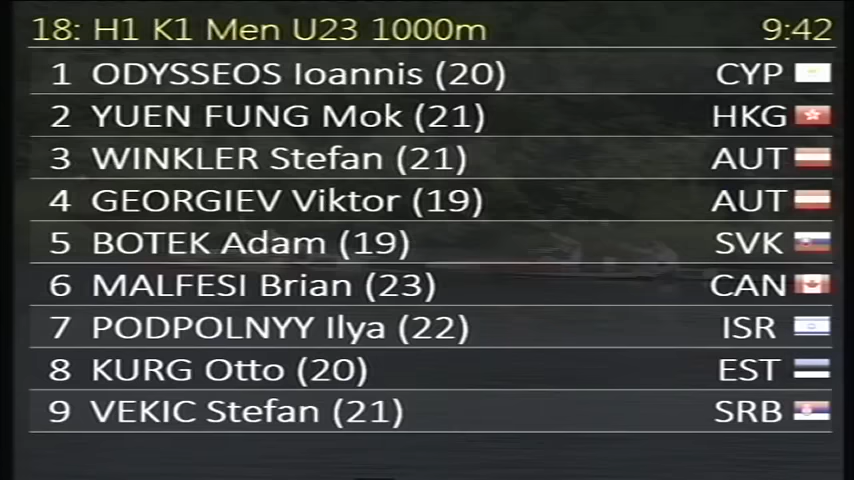 18: H1 K1 Men U23 1000m 9:42
1 ODYSSEOS Ioannis (20) CYP
2 YUEN FUNG Mok (21) HKG
3 WINKLER Stefan (21) AUT
4 GEORGIEV Viktor (19) AUT
5 BOTEK Adam (19) SVK
6 MALFESI Brian (23) CAN
7 PODPOLNYY Ilya (22) ISR
8 KURG Otto (20) EST
9 VEKIC Stefan (21) SRB